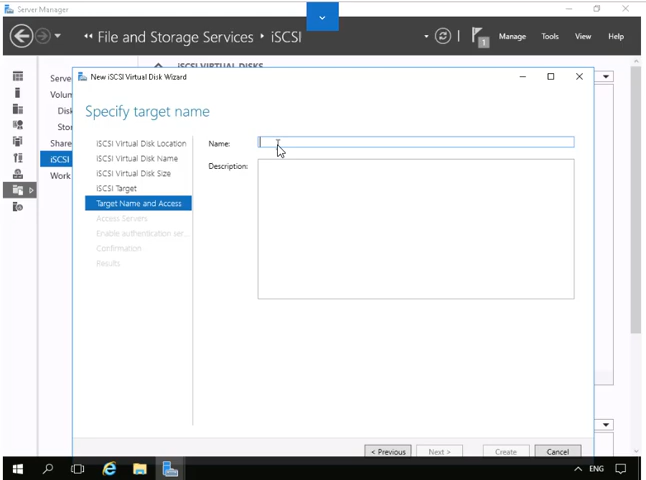 Server Manager
File and Storage Services
iSCSI
Manage
Tools
View
Help
iSCSI VIRTUAL DISKS
Serve
Volum
Disk
Sto
Share
iSCSI
Work
New iSCSI Virtual Disk Wizard
Specify target name
iSCSI Virtual Disk Location
iSCSI Virtual Disk Name
iSCSI Virtual Disk Size
iSCSI Target
Target Name and Access
Access Servers
Enable authentication ser...
Confirmation
Results
Name:
Description:
< Previous
Next >
Create
Cancel
1
ENG